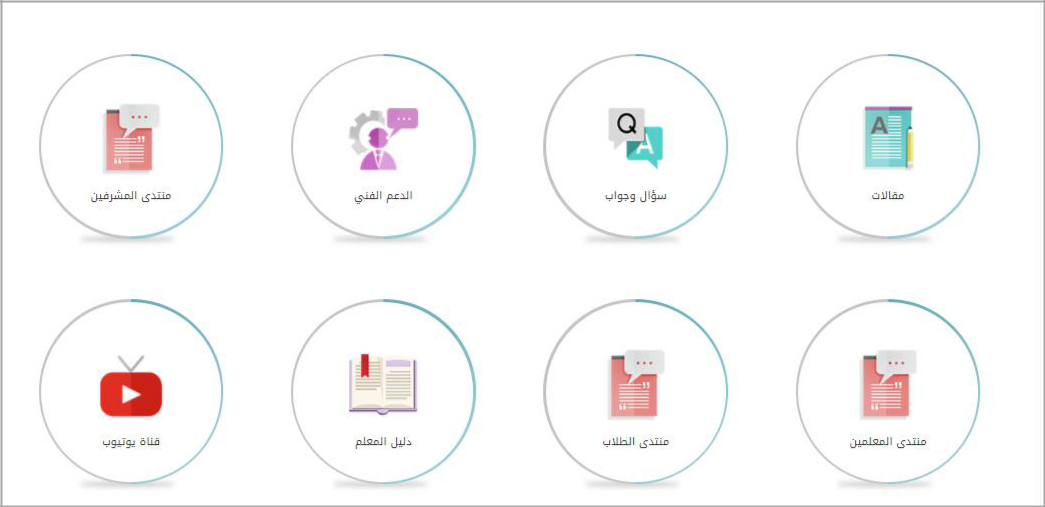 مقالات
سؤال وجواب
الدعم الفني
منتدى المشرفين
منتدى المعلمين
منتدى الطلاب
دليل المعلم
قناة يوتيوب
A
Q
A